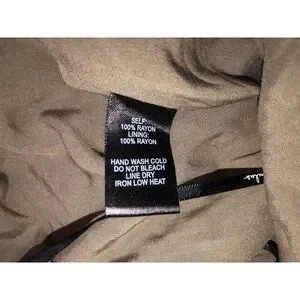 SELF:
100% RAYON
LINING:
100% RAYON
HAND WASH COLD
DO NOT BLEACH
LINE DRY
IRON LOW HEAT